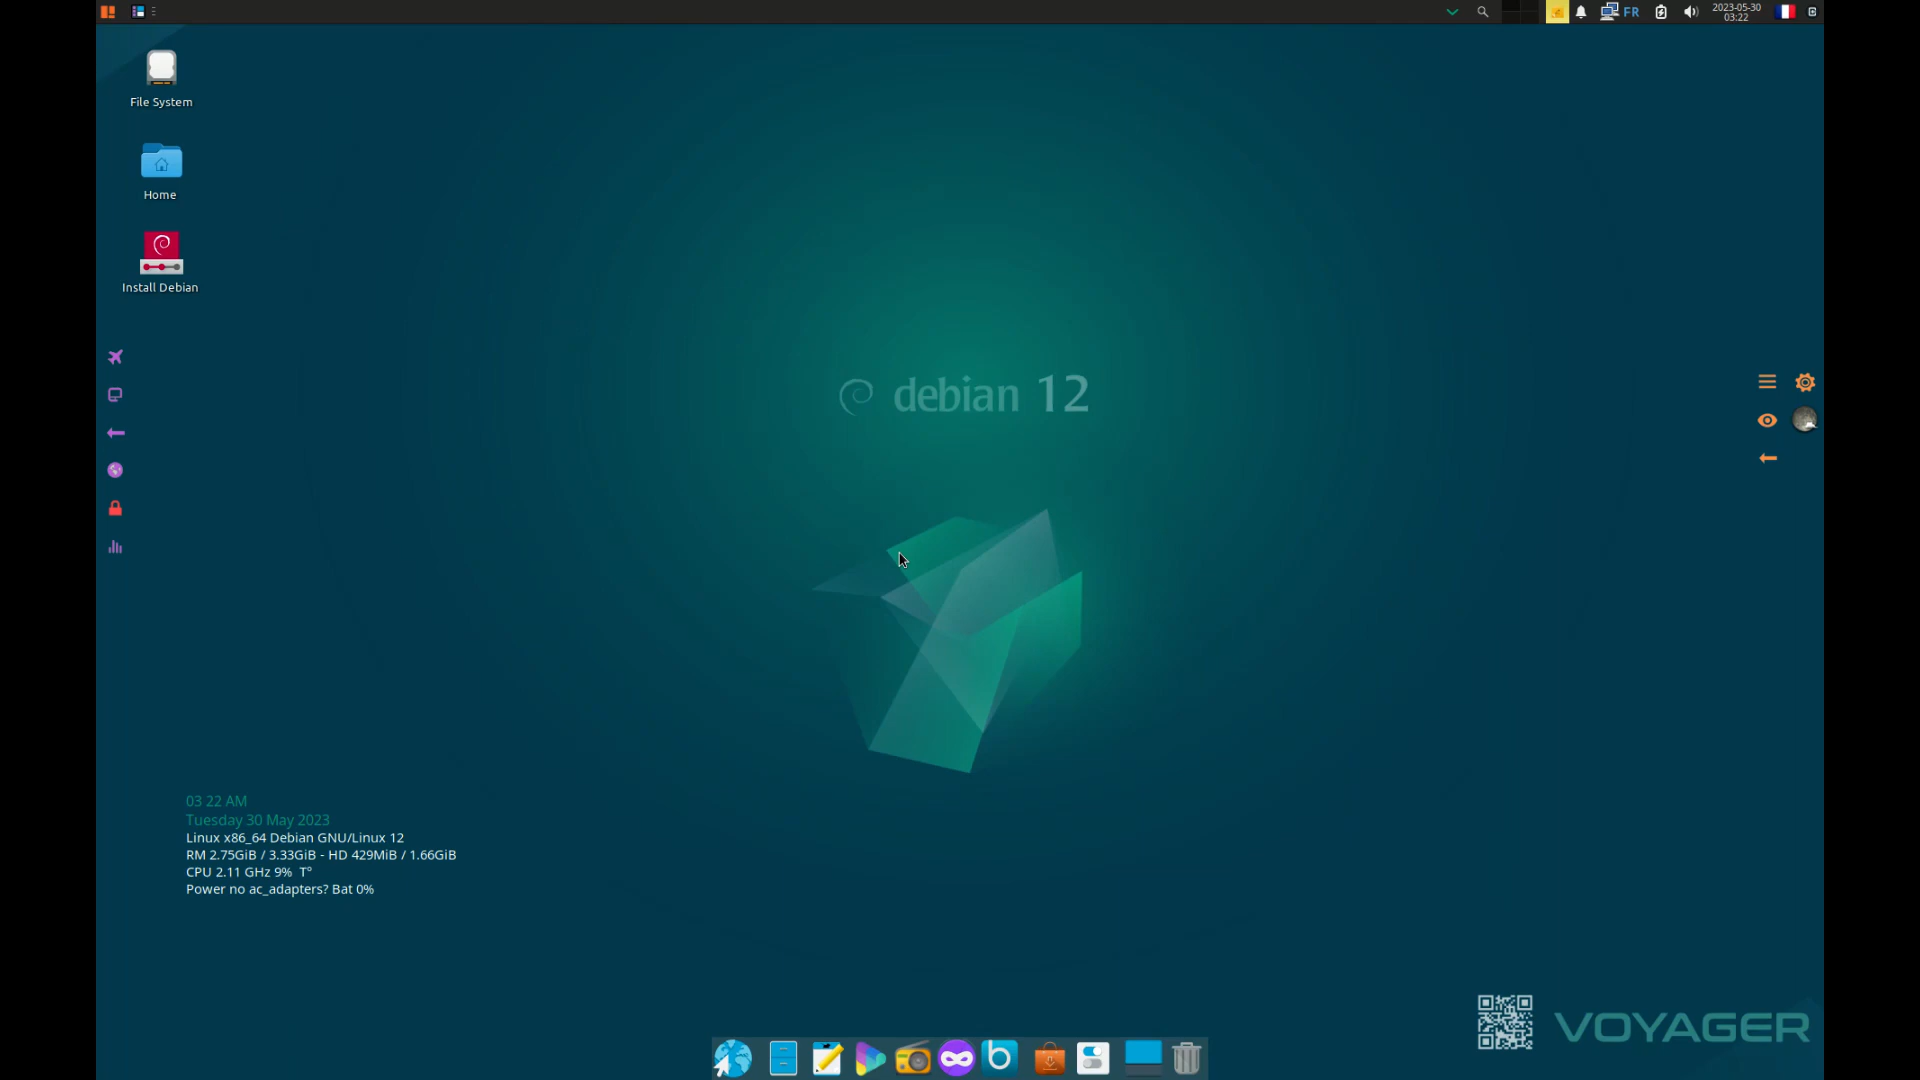 FR
2023-05-30
03:22
File System
Home
Install Debian
debian 12
03 22 AM
Tuesday 30 May 2023
Linux x86_64 Debian GNU/Linux 12
RM 2.75GiB / 3.33GiB - HD 429MiB / 1.66GiB
CPU 2.11 GHz 9% T°
Power no ac_adapters? Bat 0%
VOYAGER
b